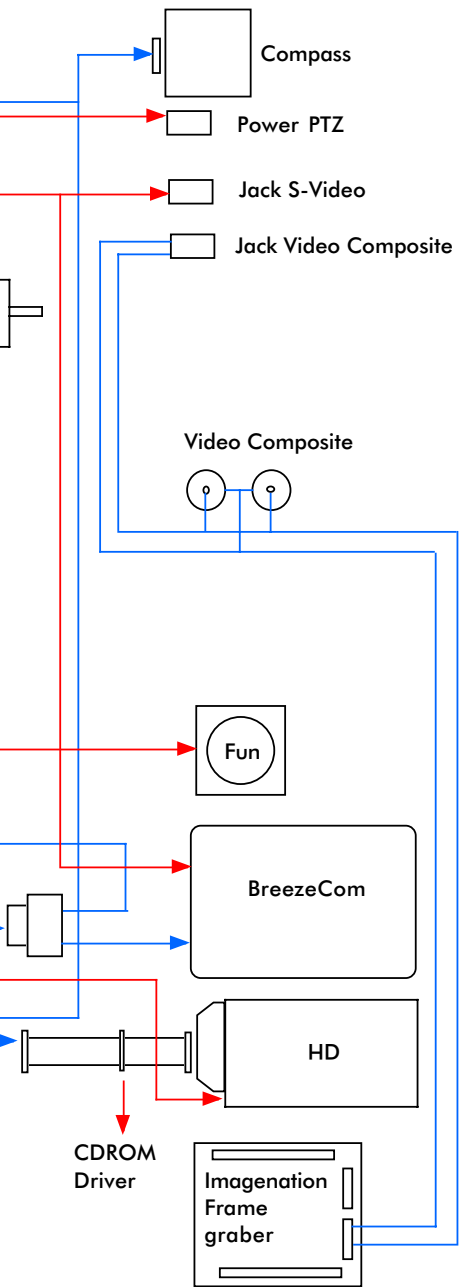 Compass
Power PTZ
Jack S-Video
Jack Video Composite
Video Composite
Fun
BreezeCom
HD
CDROM
Driver
Imagenation
Frame
graber